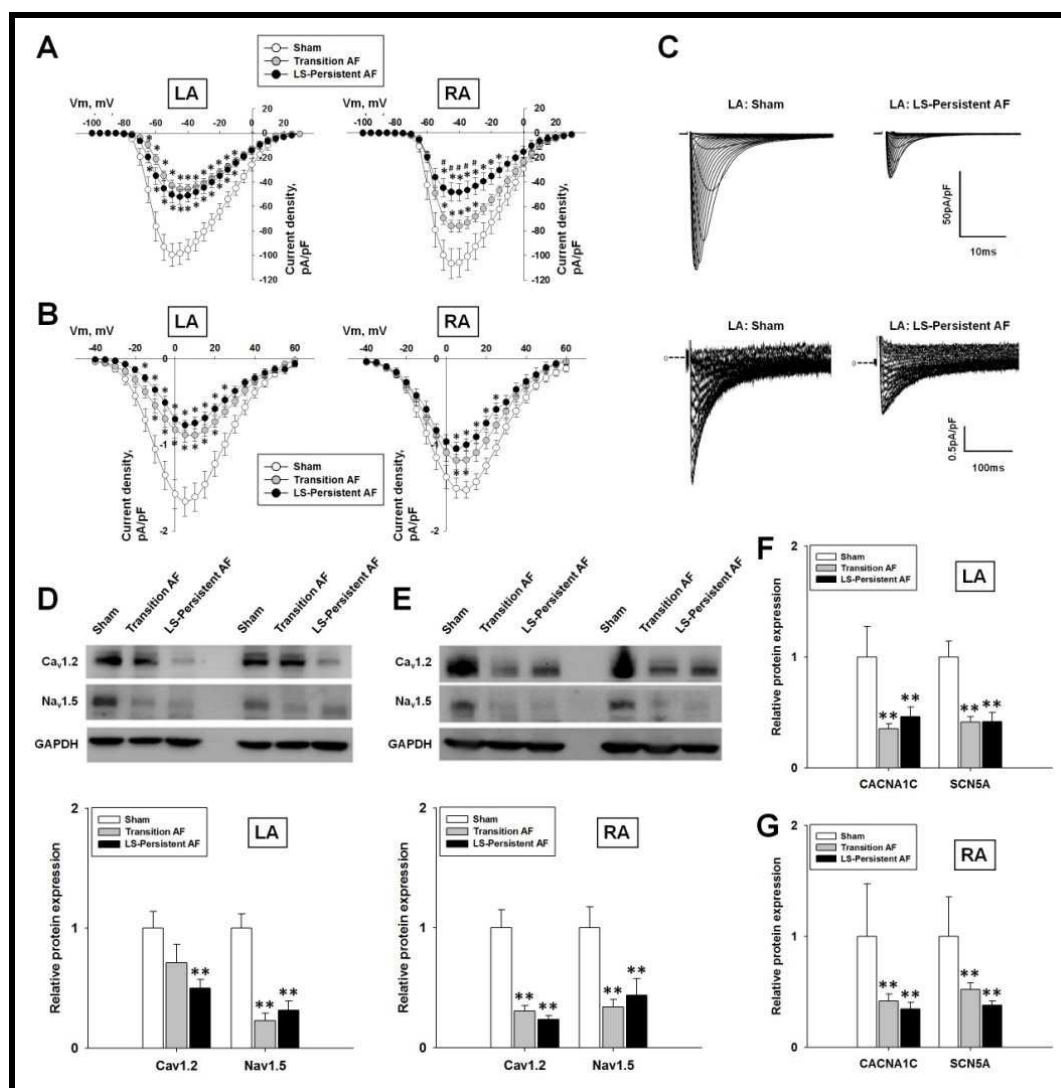 A
Sham
Transition AF
LS-Persistent AF
LA
RA
Vm, mV
-100 -80 -60 -40 -20 0 20
20
0
-20
-40
-60
-80
-100
-120
Current density, pA/pF
Vm, mV
-100 -80 -60 -40 -20 0 20
20
0
-20
-40
-60
-80
-100
-120
Current density, pA/pF
B
LA
RA
Vm, mV
-40 -20 0 20 40 60
0
-1
-2
Current density, pA/pF
Vm, mV
-40 -20 0 20 40 60
0
-1
-2
Current density, pA/pF
Sham
Transition AF
LS-Persistent AF
C
LA: Sham
LA: LS-Persistent AF
50pA/pF
10ms
LA: Sham
LA: LS-Persistent AF
0
0
0.5pA/pF
100ms
D
Sham
Transition AF
LS-Persistent AF
Sham
Transition AF
LS-Persistent AF
Cav1.2
Nav1.5
GAPDH
Sham
Transition AF
LS-Persistent AF
LA
Relative protein expression
2
1
0
** ** **
Cav1.2 Nav1.5
E
Sham
Transition AF
LS-Persistent AF
Sham
Transition AF
LS-Persistent AF
Cav1.2
Nav1.5
GAPDH
Sham
Transition AF
LS-Persistent AF
RA
Relative protein expression
2
1
0
** ** ** **
Cav1.2 Nav1.5
F
Sham
Transition AF
LS-Persistent AF
LA
Relative protein expression
2
1
0
** ** ** **
CACNA1C SCN5A
G
Sham
Transition AF
LS-Persistent AF
RA
Relative protein expression
2
1
0
** ** ** **
CACNA1C SCN5A